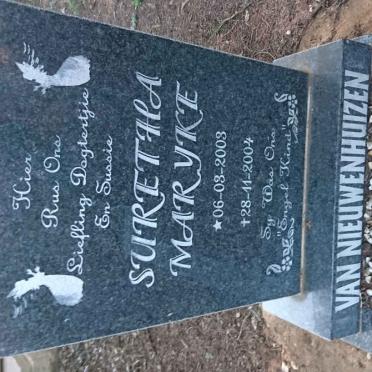 Hier
Rus Ons
Liefling Dogtertjie
En Sussie
SURETHA
MARYKE
★06-08-2003
†28-11-2004
Sy Was Ons
"Engel Kind"
VAN NIEUWENHUIZEN